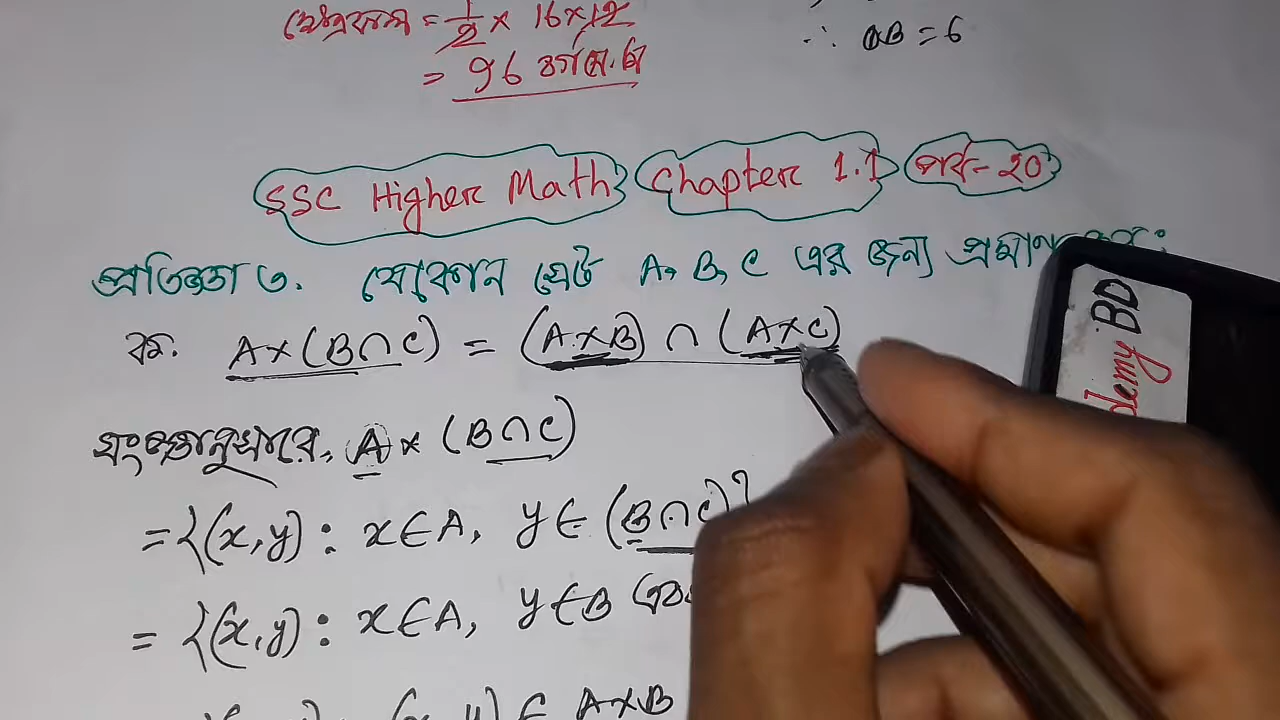 ক্ষেত্রফল = 1/2 × 16 × 12
= 96 বর্গ সে. মি
∴ OB = 6
SSC Higher Math Chapter 1.1 পর্ব-20
প্রতিজ্ঞা ৩. যেকোন সেট A, B, C এর জন্য প্রমাণ
ক. A×(B∩C) = (A×B) ∩ (A×C)
সংজ্ঞানুসারে, A × (B∩C)
= {(x,y) : x∈A, y∈ (B∩C)}
= {(x,y) : x∈A, y∈B এবং
∈ A×B
BD